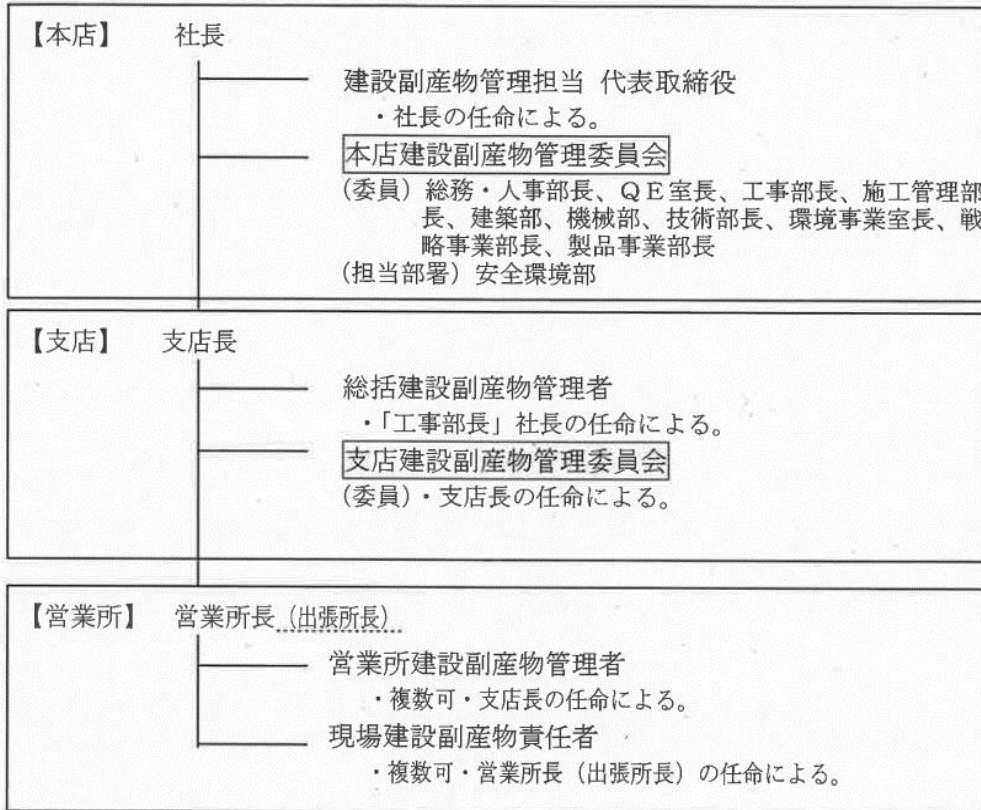 【本店】 社長
建設副産物管理担当 代表取締役
・社長の任命による。
本店建設副産物管理委員会
(委員) 総務・人事部長、QE室長、工事部長、施工管理部
長、建築部、機械部、技術部長、環境事業室長、戦
略事業部長、製品事業部長
(担当部署) 安全環境部
【支店】 支店長
総括建設副産物管理者
・「工事部長」社長の任命による。
支店建設副産物管理委員会
(委員)・支店長の任命による。
【営業所】 営業所長(出張所長)
営業所建設副産物管理者
・複数可・支店長の任命による。
現場建設副産物責任者
・複数可・営業所長(出張所長)の任命による。